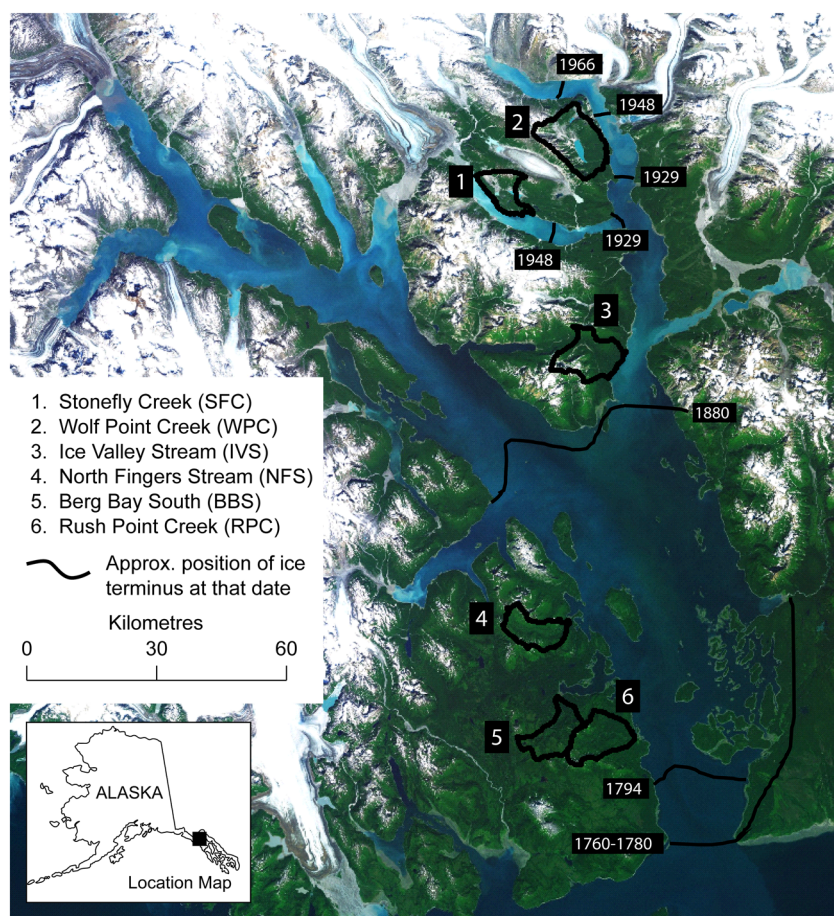 1966
1948
2
1929
1
1929
1948
3
1880
1. Stonefly Creek (SFC)
2. Wolf Point Creek (WPC)
3. Ice Valley Stream (IVS)
4. North Fingers Stream (NFS)
5. Berg Bay South (BBS)
6. Rush Point Creek (RPC)
Approx. position of ice
terminus at that date
Kilometres
0 30 60
4
6
5
1794
1760-1780
ALASKA
Location Map